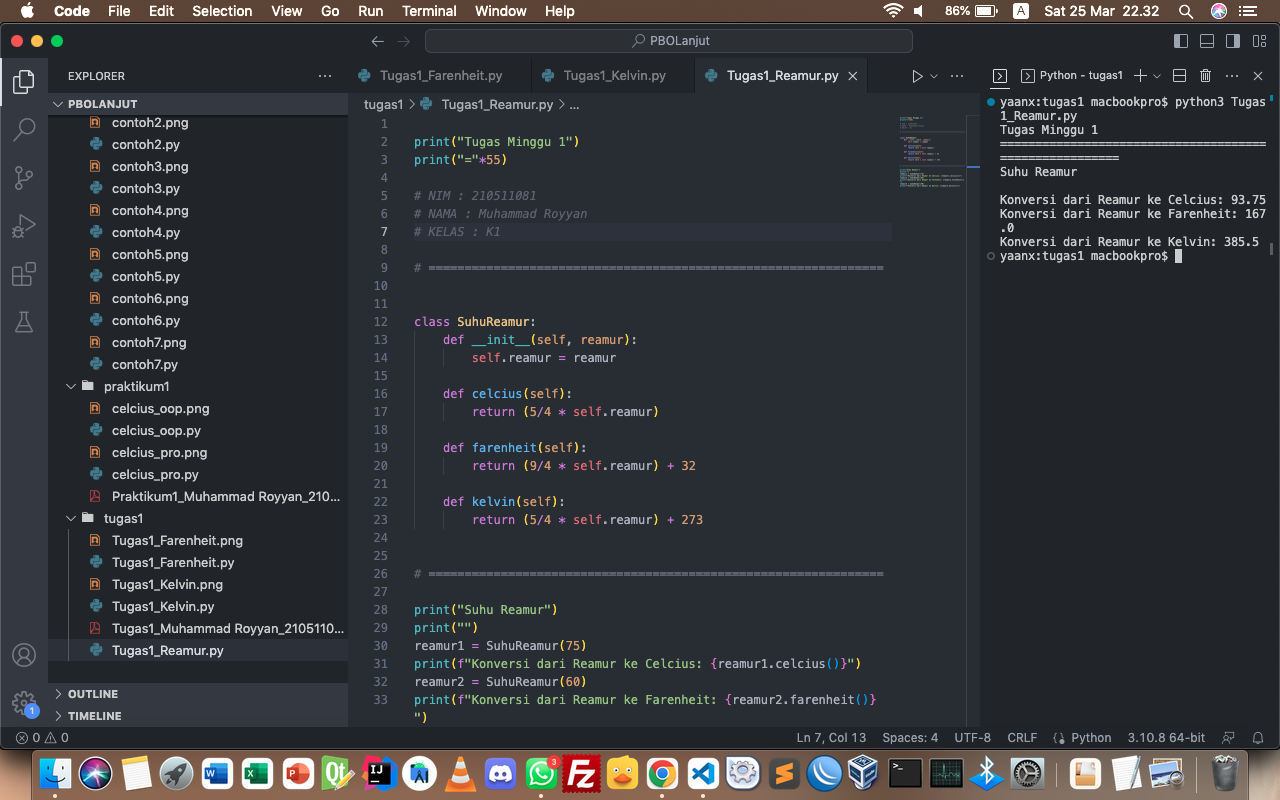 Code File Edit Selection View Go Run Terminal Window Help 86% A Sat 25 Mar 22.32
PBOLanjut
EXPLORER
PBOLANJUT
contoh2.png
contoh2.py
contoh3.png
contoh3.py
contoh4.png
contoh4.py
contoh5.png
contoh5.py
contoh6.png
contoh6.py
contoh7.png
contoh7.py
praktikum1
celcius_oop.png
celcius_oop.py
celcius_pro.png
celcius_pro.py
Praktikum1_Muhammad Royyan_210...
tugas1
Tugas1_Farenheit.png
Tugas1_Farenheit.py
Tugas1_Kelvin.png
Tugas1_Kelvin.py
Tugas1_Muhammad Royyan_2105110...
Tugas1_Reamur.py
OUTLINE
TIMELINE
1
Tugas1_Farenheit.py Tugas1_Kelvin.py Tugas1_Reamur.py
tugas1 > Tugas1_Reamur.py > ...
1
2 print("Tugas Minggu 1")
3 print("="*55)
4
5 # NIM : 210511081
6 # NAMA : Muhammad Royyan
7 # KELAS : K1
8
9 # ===============================================================
10
11
12 class SuhuReamur:
13 def __init__(self, reamur):
14 self.reamur = reamur
15
16 def celcius(self):
17 return (5/4 * self.reamur)
18
19 def farenheit(self):
20 return (9/4 * self.reamur) + 32
21
22 def kelvin(self):
23 return (5/4 * self.reamur) + 273
24
25
26 # ===============================================================
27
28 print("Suhu Reamur")
29 print("")
30 reamur1 = SuhuReamur(75)
31 print(f"Konversi dari Reamur ke Celcius: {reamur1.celcius()}")
32 reamur2 = SuhuReamur(60)
33 print(f"Konversi dari Reamur ke Farenheit: {reamur2.farenheit()}
")
Python - tugas1
yaanx:tugas1 macbookpro$ python3 Tugas
1_Reamur.py
Tugas Minggu 1
=====================================
==================
Suhu Reamur
Konversi dari Reamur ke Celcius: 93.75
Konversi dari Reamur ke Farenheit: 167
.0
Konversi dari Reamur ke Kelvin: 385.5
yaanx:tugas1 macbookpro$
0 0 Ln 7, Col 13 Spaces: 4 UTF-8 CRLF Python 3.10.8 64-bit
W X P Qt IJ 3 FZ